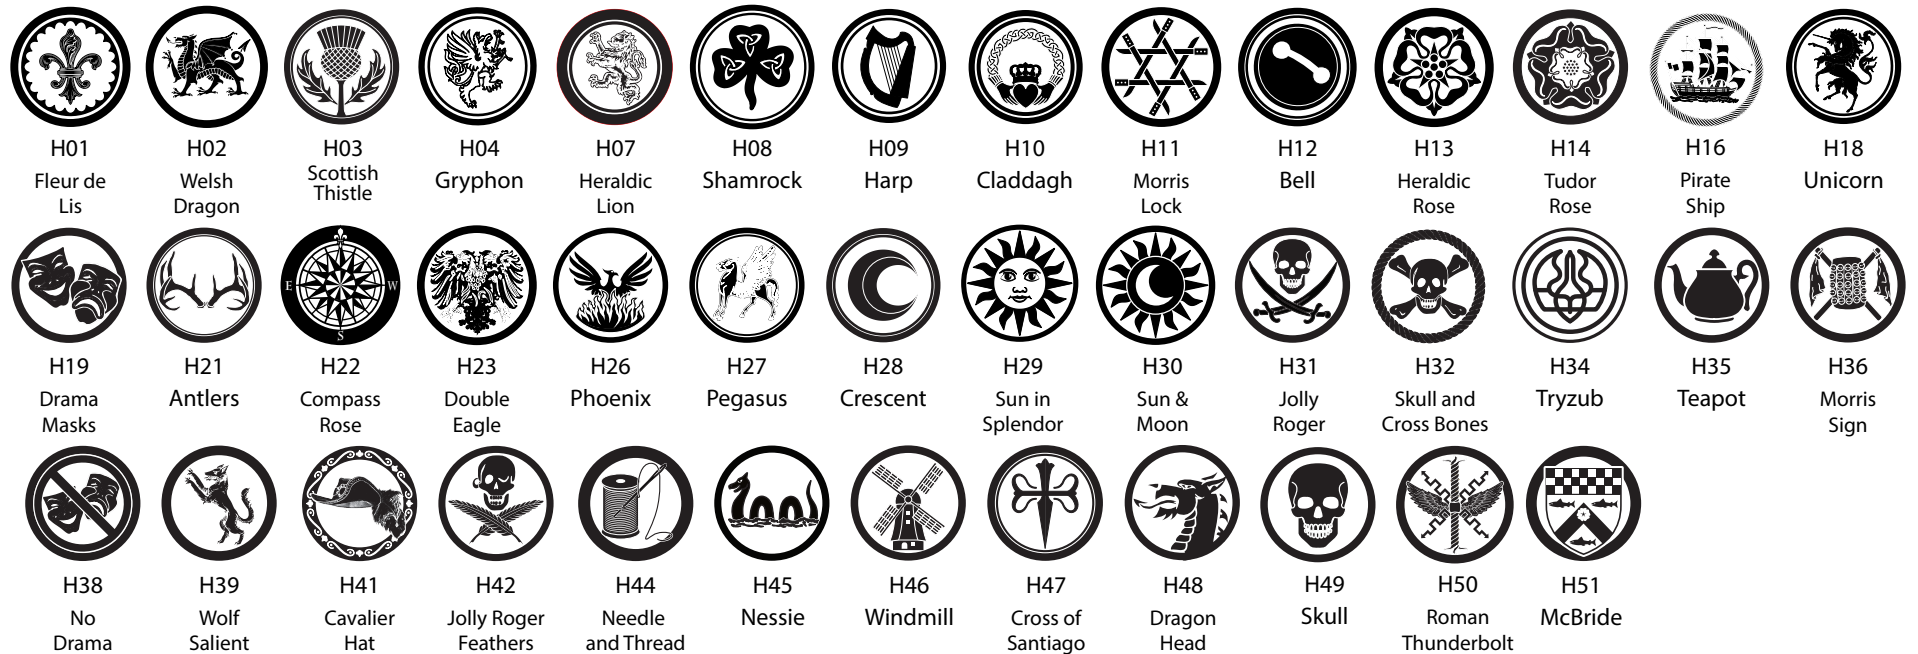 H01 H02 H03 H04 H07 H08 H09 H10 H11 H12 H13 H14 H16 H18
Fleur de Lis
Welsh Dragon
Scottish Thistle
Gryphon
Heraldic Lion
Shamrock
Harp
Claddagh
Morris Lock
Bell
Heraldic Rose
Tudor Rose
Pirate Ship
Unicorn
E W
S
H19 H21 H22 H23 H26 H27 H28 H29 H30 H31 H32 H34 H35 H36
Drama Masks
Antlers
Compass Rose
Double Eagle
Phoenix
Pegasus
Crescent
Sun in Splendor
Sun & Moon
Jolly Roger
Skull and Cross Bones
Tryzub
Teapot
Morris Sign
H38 H39 H41 H42 H44 H45 H46 H47 H48 H49 H50 H51
No Drama
Wolf Salient
Cavalier Hat
Jolly Roger Feathers
Needle and Thread
Nessie
Windmill
Cross of Santiago
Dragon Head
Skull
Roman Thunderbolt
McBride